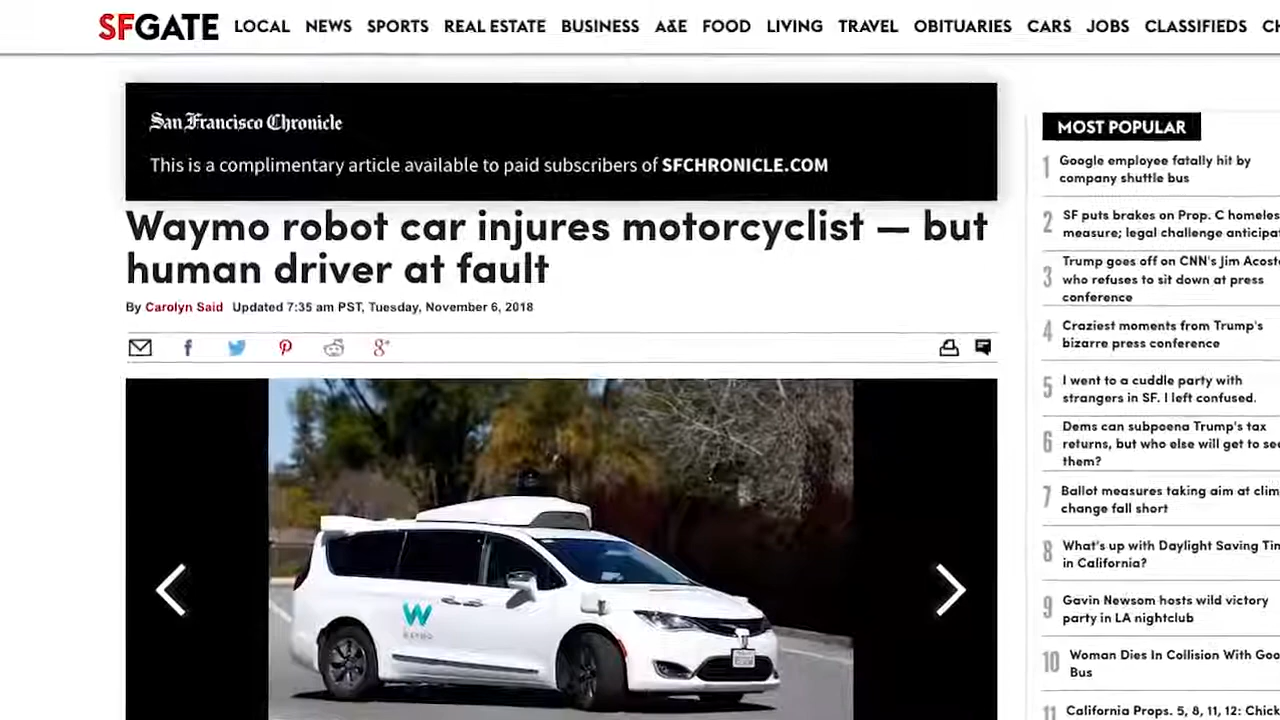 SFGATE LOCAL NEWS SPORTS REAL ESTATE BUSINESS A&E FOOD LIVING TRAVEL OBITUARIES CARS JOBS CLASSIFIEDS
San Francisco Chronicle
This is a complimentary article available to paid subscribers of SFCHRONICLE.COM
Waymo robot car injures motorcyclist — but
human driver at fault
By Carolyn Said Updated 7:35 am PST, Tuesday, November 6, 2018
W
WAYMO
MOST POPULAR
1 Google employee fatally hit by
company shuttle bus
2 SF puts brakes on Prop. C homeles
measure; legal challenge anticipat
3 Trump goes off on CNN's Jim Acost
who refuses to sit down at press
conference
4 Craziest moments from Trump's
bizarre press conference
5 I went to a cuddle party with
strangers in SF. I left confused.
6 Dems can subpoena Trump's tax
returns, but who else will get to se
them?
7 Ballot measures taking aim at clim
change fall short
8 What's up with Daylight Saving Tim
in California?
9 Gavin Newsom hosts wild victory
party in LA nightclub
10 Woman Dies In Collision With Goo
Bus
11 California Props. 5, 8, 11, 12: Chick